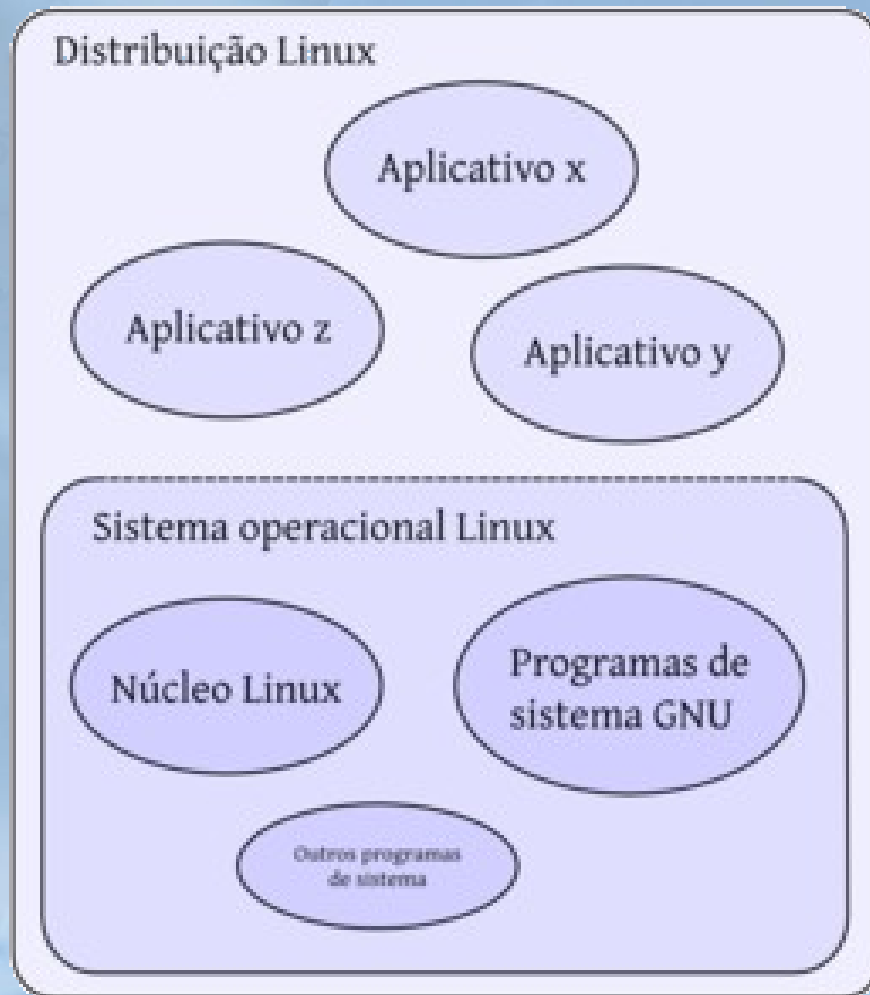 Distribuição Linux
Aplicativo x
Aplicativo z
Aplicativo y
Sistema operacional Linux
Núcleo Linux
Programas de
sistema GNU
Outros programas
de sistema